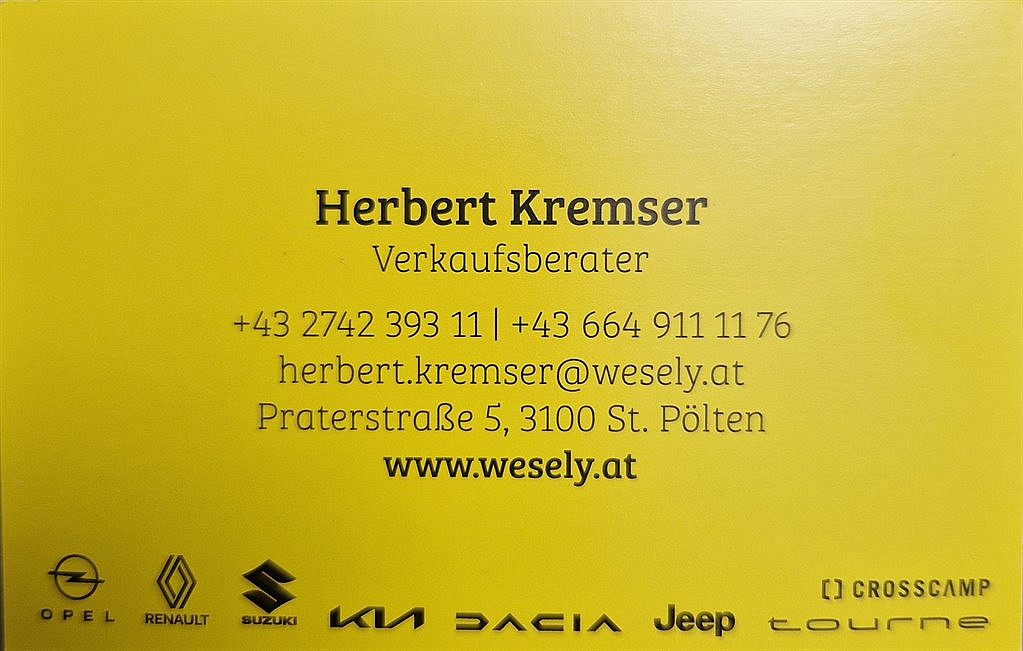 Herbert Kremser
Verkaufsberater
+43 2742 393 11 | +43 664 911 11 76
herbert.kremser@wesely.at
Praterstraße 5, 3100 St. Pölten
www.wesely.at
OPEL RENAULT SUZUKI KIA DACIA Jeep
[] CROSSCAMP
tourne